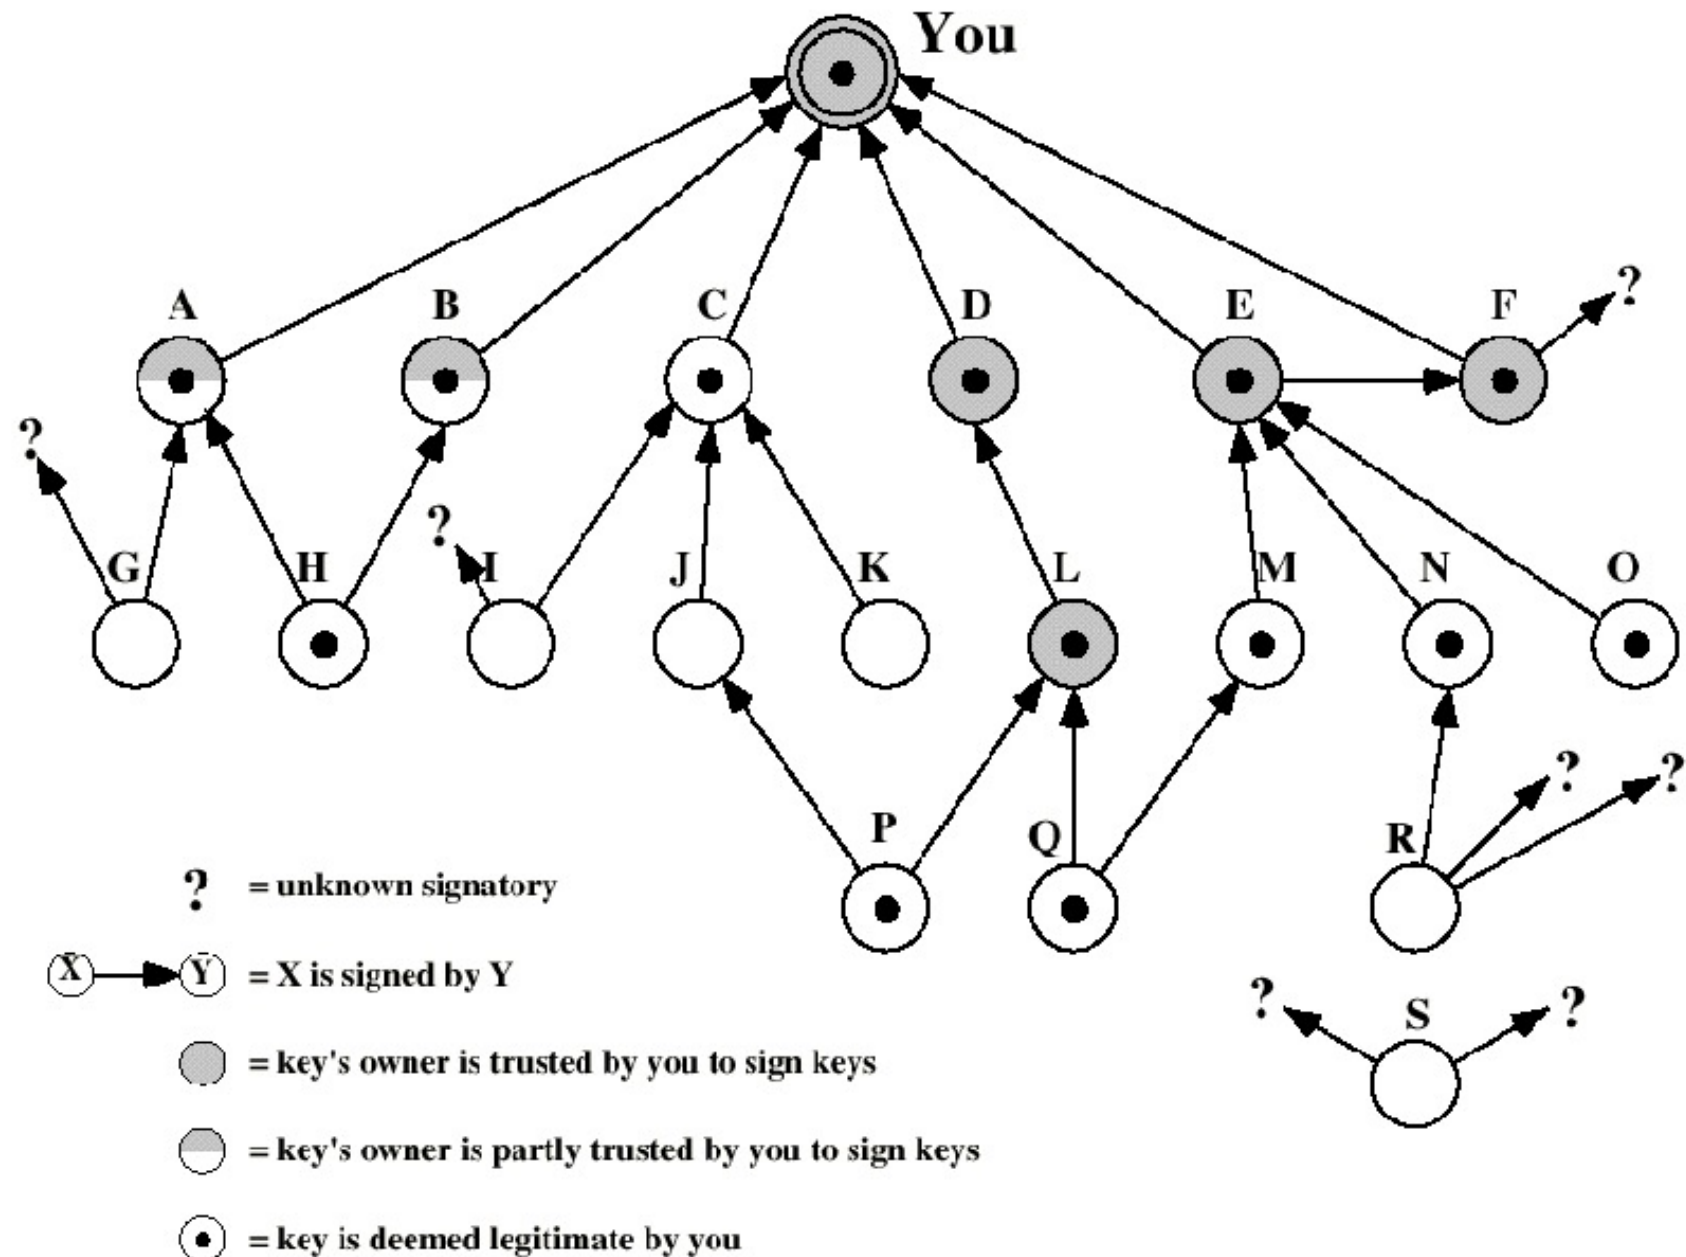 You
A B C D E F ?
?
?
G H I J K L M N O
? ?
P Q R
? = unknown signatory
X Y = X is signed by Y
? S ?
= key's owner is trusted by you to sign keys
= key's owner is partly trusted by you to sign keys
= key is deemed legitimate by you